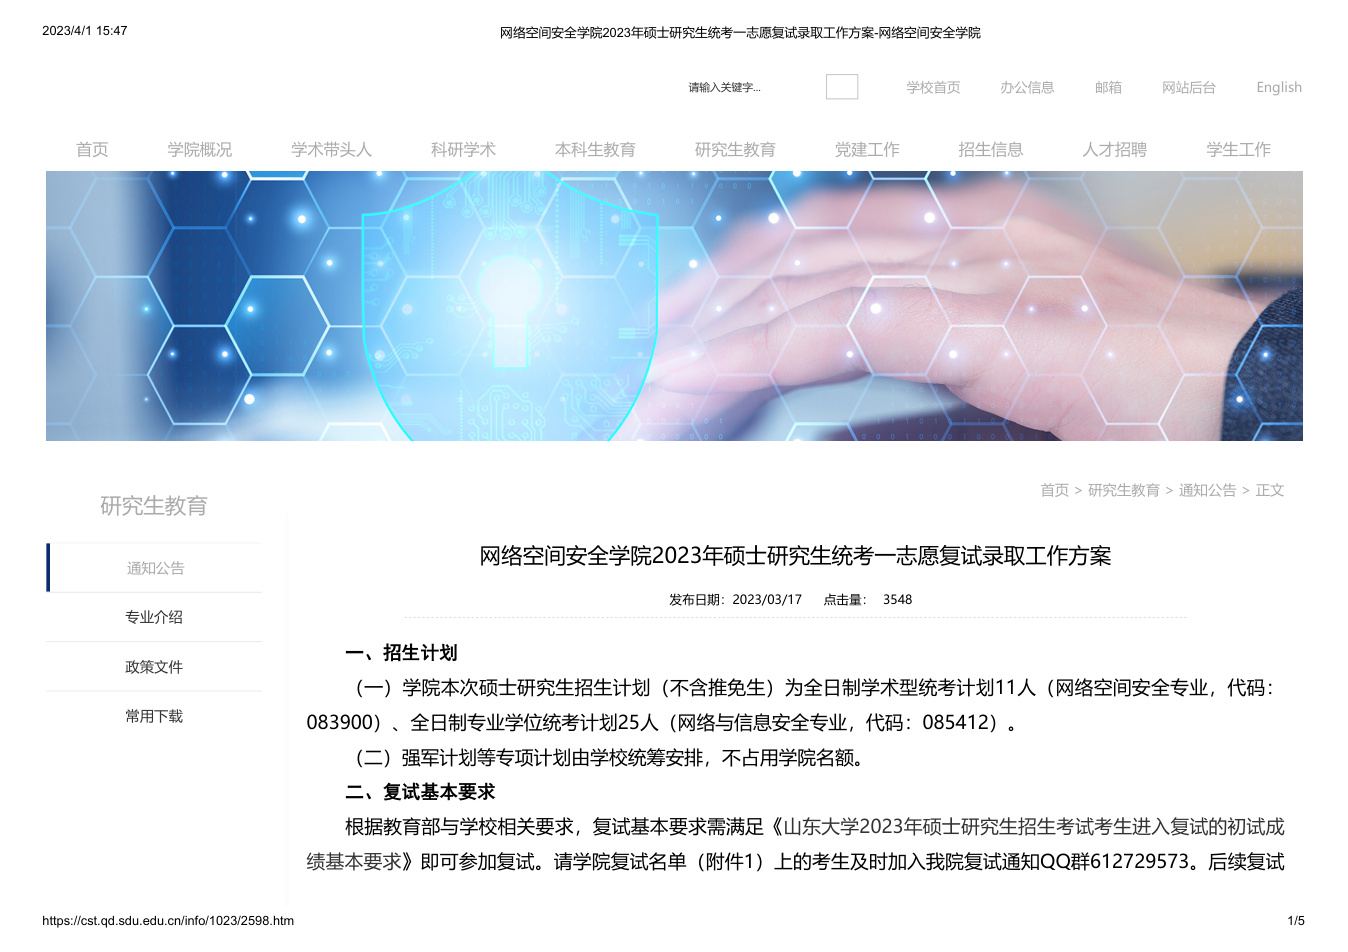 2023/4/1 15:47
网络空间安全学院2023年硕士研究生统考一志愿复试录取工作方案-网络空间安全学院
请输入关键字...
学校首页
办公信息
邮箱
网站后台
English
首页
学院概况
学术带头人
科研学术
本科生教育
研究生教育
党建工作
招生信息
人才招聘
学生工作
研究生教育
通知公告
专业介绍
政策文件
常用下载
首页 > 研究生教育 > 通知公告 > 正文
网络空间安全学院2023年硕士研究生统考一志愿复试录取工作方案
发布日期：2023/03/17 点击量： 3548
一、招生计划
（一）学院本次硕士研究生招生计划（不含推免生）为全日制学术型统考计划11人（网络空间安全专业，代码：
083900）、全日制专业学位统考计划25人（网络与信息安全专业，代码：085412）。
（二）强军计划等专项计划由学校统筹安排，不占用学院名额。
二、复试基本要求
根据教育部与学校相关要求，复试基本要求需满足《山东大学2023年硕士研究生招生考试考生进入复试的初试成
绩基本要求》即可参加复试。请学院复试名单（附件1）上的考生及时加入我院复试通知QQ群612729573。后续复试
https://cst.qd.sdu.edu.cn/info/1023/2598.htm
1/5